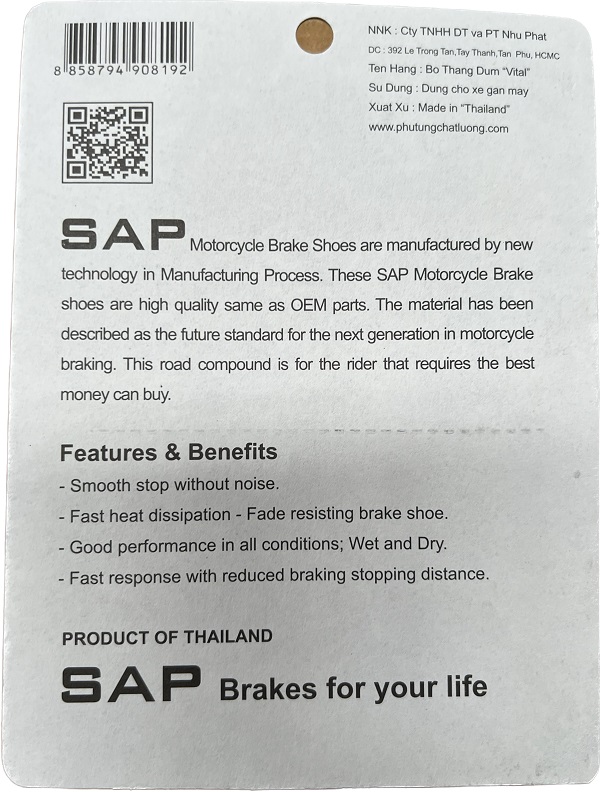 8 858794 908192
NNK : Cty TNHH DT va PT Nhu Phat
DC : 392 Le Trong Tan,Tay Thanh,Tan Phu, HCMC
Ten Hang : Bo Thang Dum “Vital”
Su Dung : Dung cho xe gan may
Xuat Xu : Made in “Thailand”
www.phutungchatluong.com
SAP Motorcycle Brake Shoes are manufactured by new
technology in Manufacturing Process. These SAP Motorcycle Brake
shoes are high quality same as OEM parts. The material has been
described as the future standard for the next generation in motorcycle
braking. This road compound is for the rider that requires the best
money can buy.
Features & Benefits
- Smooth stop without noise.
- Fast heat dissipation - Fade resisting brake shoe.
- Good performance in all conditions; Wet and Dry.
- Fast response with reduced braking stopping distance.
PRODUCT OF THAILAND
SAP Brakes for your life